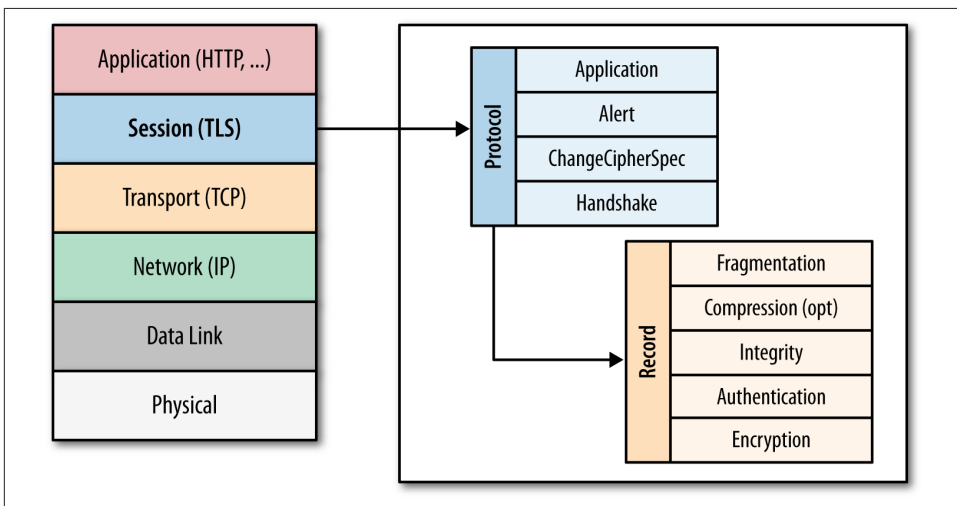 Application (HTTP, ...)
Session (TLS)
Transport (TCP)
Network (IP)
Data Link
Physical
Protocol
Application
Alert
ChangeCipherSpec
Handshake
Record
Fragmentation
Compression (opt)
Integrity
Authentication
Encryption